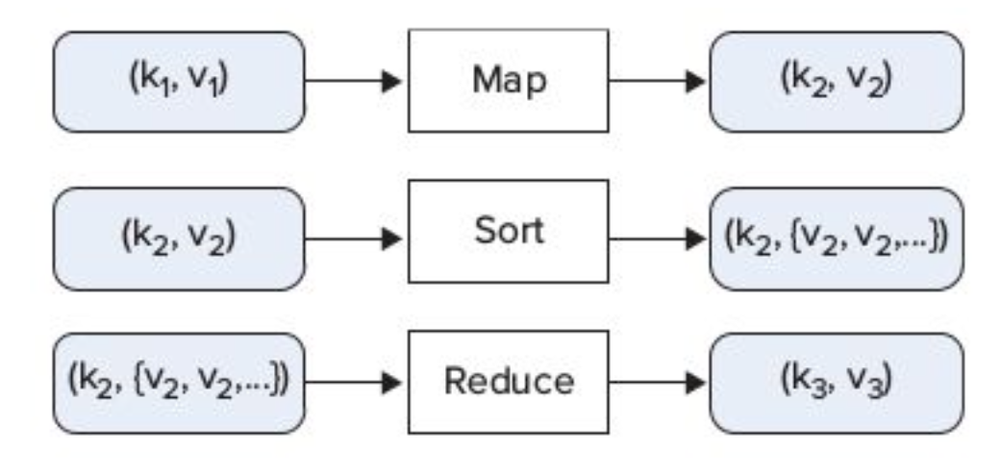 (k₁, v₁) Map (k₂, v₂)
(k₂, v₂) Sort (k₂, {v₂, v₂,...})
(k₂, {v₂, v₂,...}) Reduce (k₃, v₃)